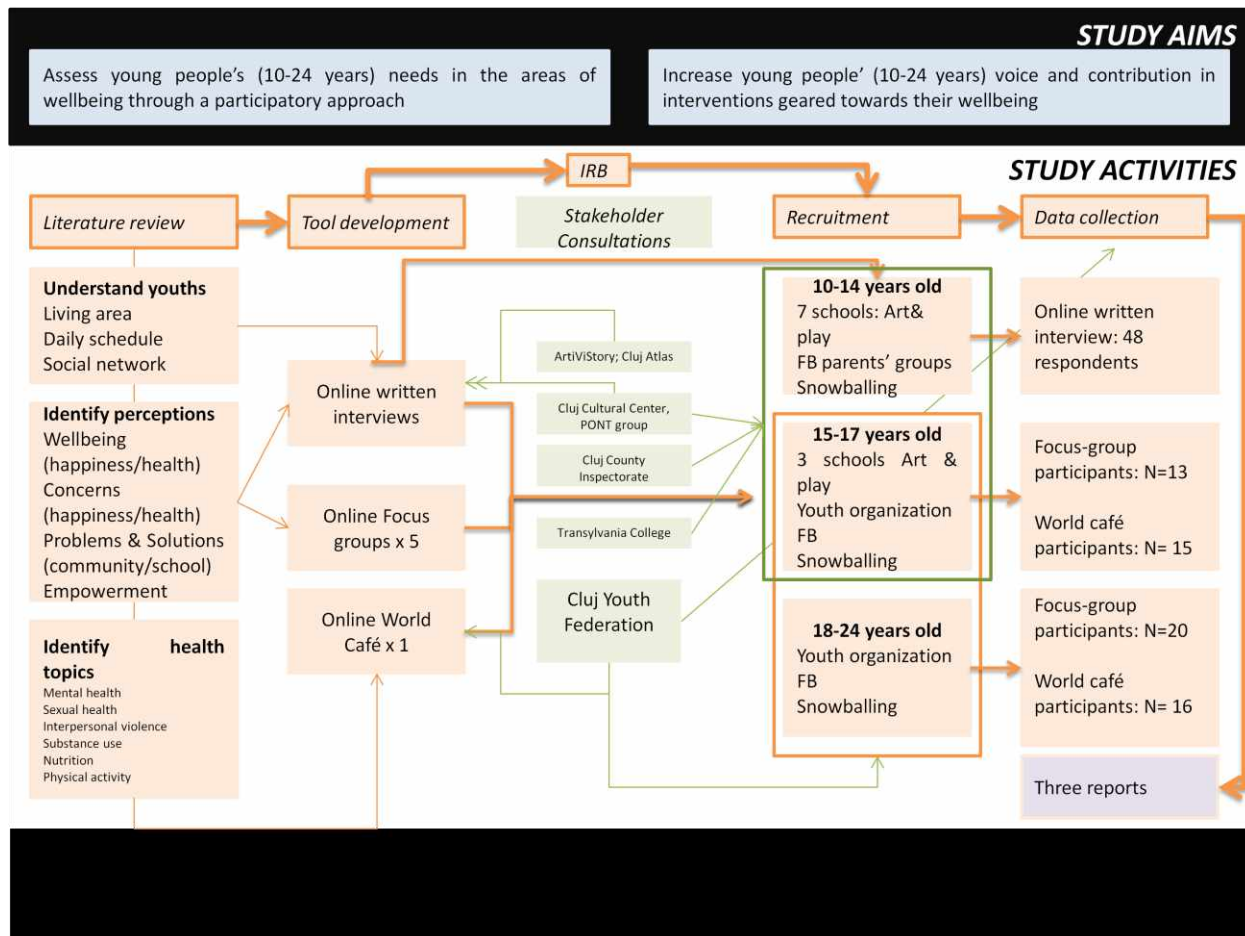 STUDY AIMS
Assess young people's (10-24 years) needs in the areas of
wellbeing through a participatory approach
Increase young people' (10-24 years) voice and contribution in
interventions geared towards their wellbeing
STUDY ACTIVITIES
IRB
Literature review
Tool development
Stakeholder
Consultations
Recruitment
Data collection
Understand youths
Living area
Daily schedule
Social network
Identify perceptions
Wellbeing
(happiness/health)
Concerns
(happiness/health)
Problems & Solutions
(community/school)
Empowerment
Identify health
topics
Mental health
Sexual health
Interpersonal violence
Substance use
Nutrition
Physical activity
Online written
interviews
Online Focus
groups x 5
Online World
Café x 1
ArtiViStory; Cluj Atlas
Cluj Cultural Center,
PONT group
Cluj County
Inspectorate
Transylvania College
Cluj Youth
Federation
10-14 years old
7 schools: Art&
play
FB parents' groups
Snowballing
15-17 years old
3 schools Art &
play
Youth organization
FB
Snowballing
18-24 years old
Youth organization
FB
Snowballing
Online written
interview: 48
respondents
Focus-group
participants: N=13
World café
participants: N= 15
Focus-group
participants: N=20
World café
participants: N= 16
Three reports